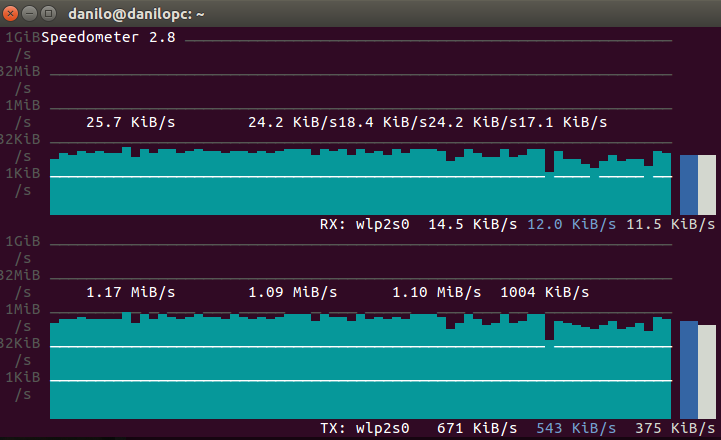 danilo@danilopc: ~
1GiB Speedometer 2.8
/s
32MiB
/s
1MiB
/s
25.7 KiB/s 24.2 KiB/s18.4 KiB/s24.2 KiB/s17.1 KiB/s
32KiB
/s
1KiB
/s
RX: wlp2s0 14.5 KiB/s 12.0 KiB/s 11.5 KiB/s
1GiB
/s
32MiB
/s
1.17 MiB/s 1.09 MiB/s 1.10 MiB/s 1004 KiB/s
1MiB
/s
32KiB
/s
1KiB
/s
TX: wlp2s0 671 KiB/s 543 KiB/s 375 KiB/s